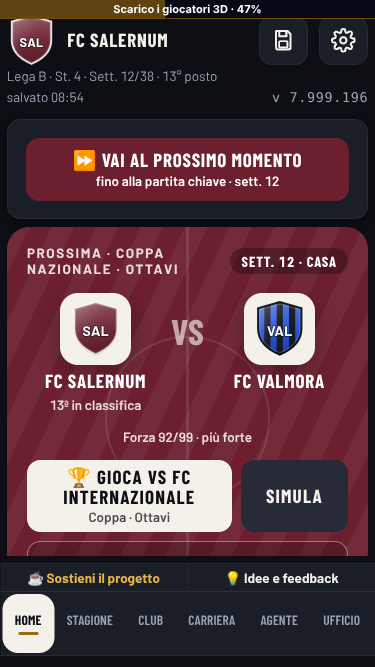 Scarico i giocatori 3D · 47%
SAL
FC SALERNUM
Lega B · St. 4 · Sett. 12/38 · 13° posto
salvato 08:54
v 7.999.196
⏩ VAI AL PROSSIMO MOMENTO
fino alla partita chiave · sett. 12
PROSSIMA · COPPA
NAZIONALE · OTTAVI
SETT. 12 · CASA
SAL
VS
VAL
FC SALERNUM
FC VALMORA
13ª in classifica
Forza 92/99 · più forte
🏆 GIOCA VS FC
INTERNAZIONALE
Coppa · Ottavi
SIMULA
☕ Sostieni il progetto
💡 Idee e feedback
HOME
STAGIONE
CLUB
CARRIERA
AGENTE
UFFICIO